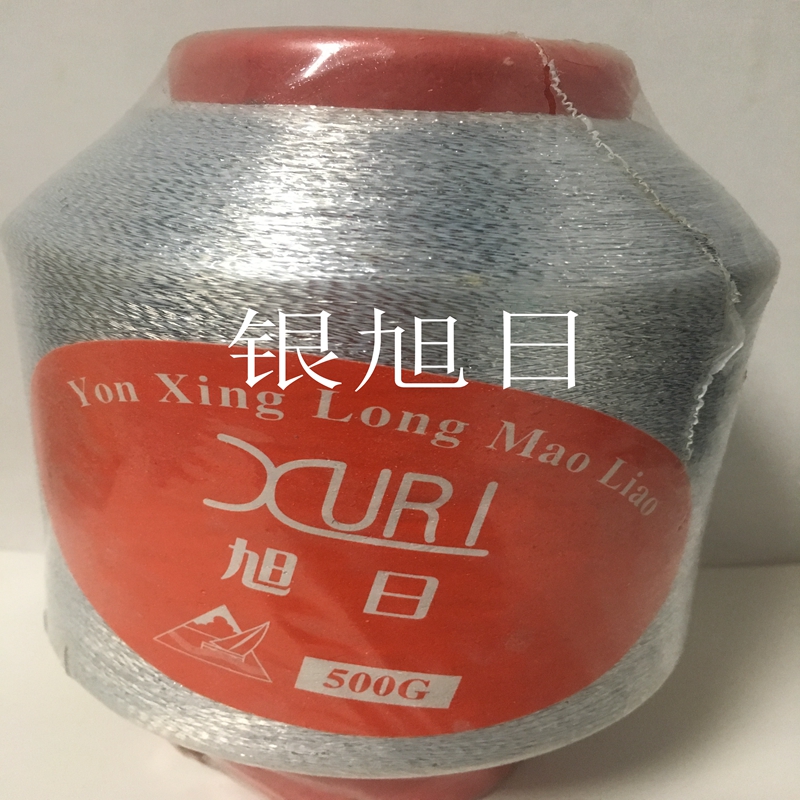 银旭日
Yon Xing Long Mao Liao
XURI
旭日
500G